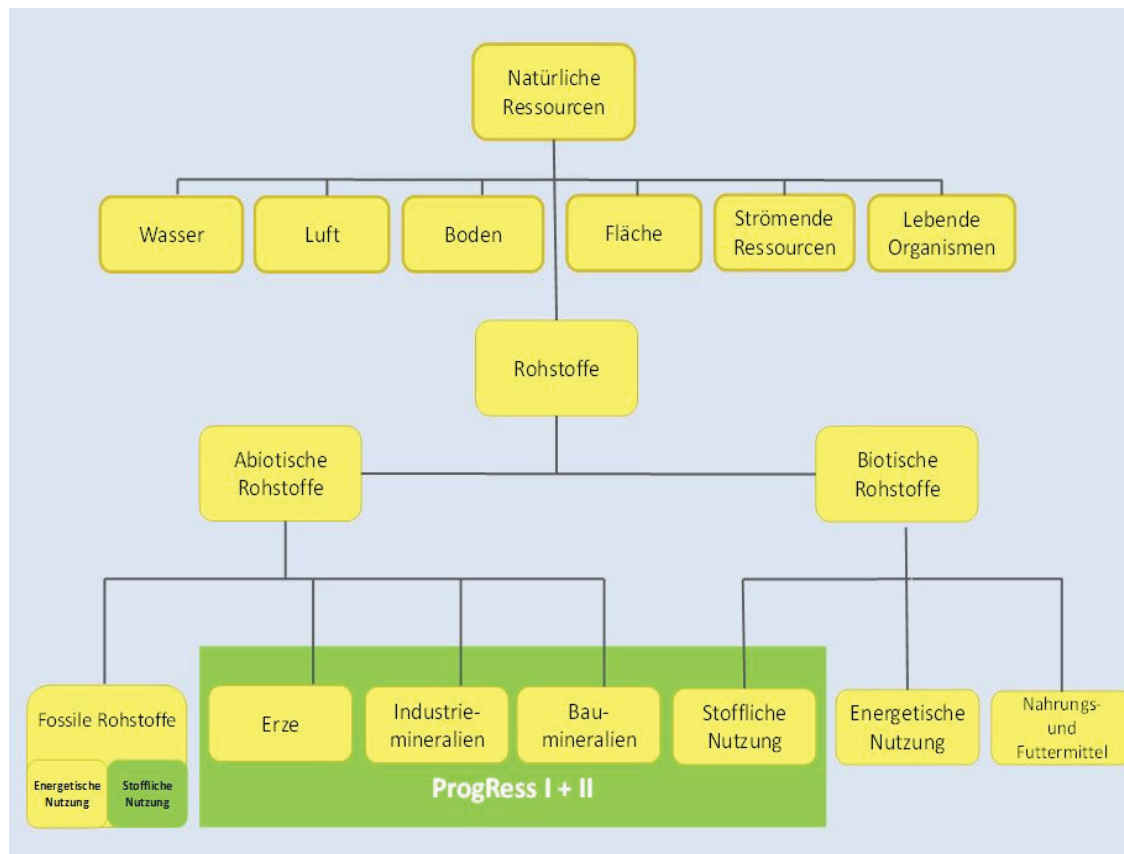 Natürliche
Ressourcen
Wasser
Luft
Boden
Fläche
Strömende
Ressourcen
Lebende
Organismen
Rohstoffe
Abiotische
Rohstoffe
Biotische
Rohstoffe
Fossile Rohstoffe
Energetische
Nutzung
Stoffliche
Nutzung
Erze
Industrie-
mineralien
Bau-
mineralien
Stoffliche
Nutzung
Energetische
Nutzung
Nahrungs-
und
Futtermittel
ProgRess I + II